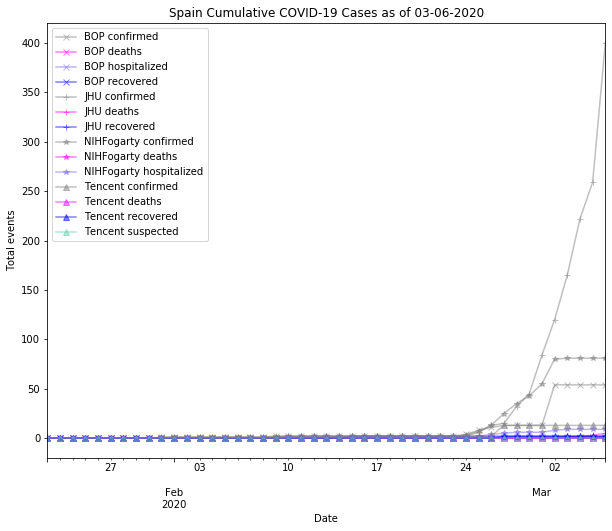 Spain Cumulative COVID-19 Cases as of 03-06-2020
400
350
300
250
200
150
100
50
0
Total events
BOP confirmed
BOP deaths
BOP hospitalized
BOP recovered
JHU confirmed
JHU deaths
JHU recovered
NIHFogarty confirmed
NIHFogarty deaths
NIHFogarty hospitalized
Tencent confirmed
Tencent deaths
Tencent recovered
Tencent suspected
27 03 10 17 24 02
Feb Mar
2020
Date